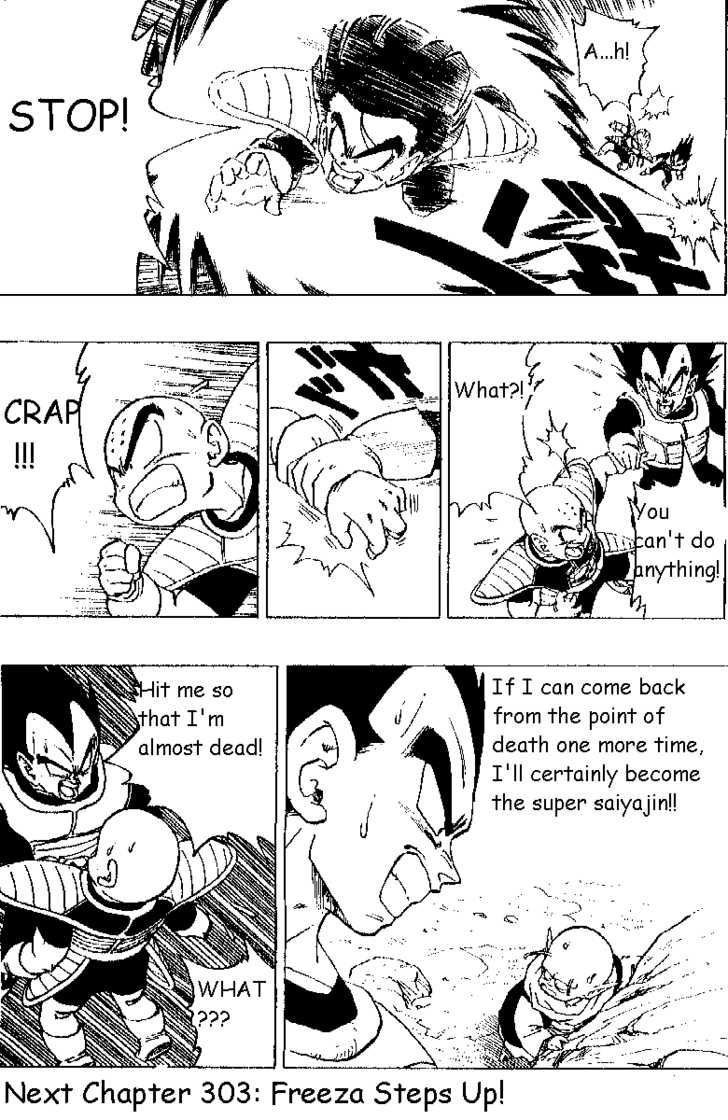 STOP!
A...h!
CRAP
!!!
What?!
You
can't do
anything!
Hit me so
that I'm
almost dead!
WHAT
???
If I can come back
from the point of
death one more time,
I'll certainly become
the super saiyajin!!
Next Chapter 303: Freeza Steps Up!